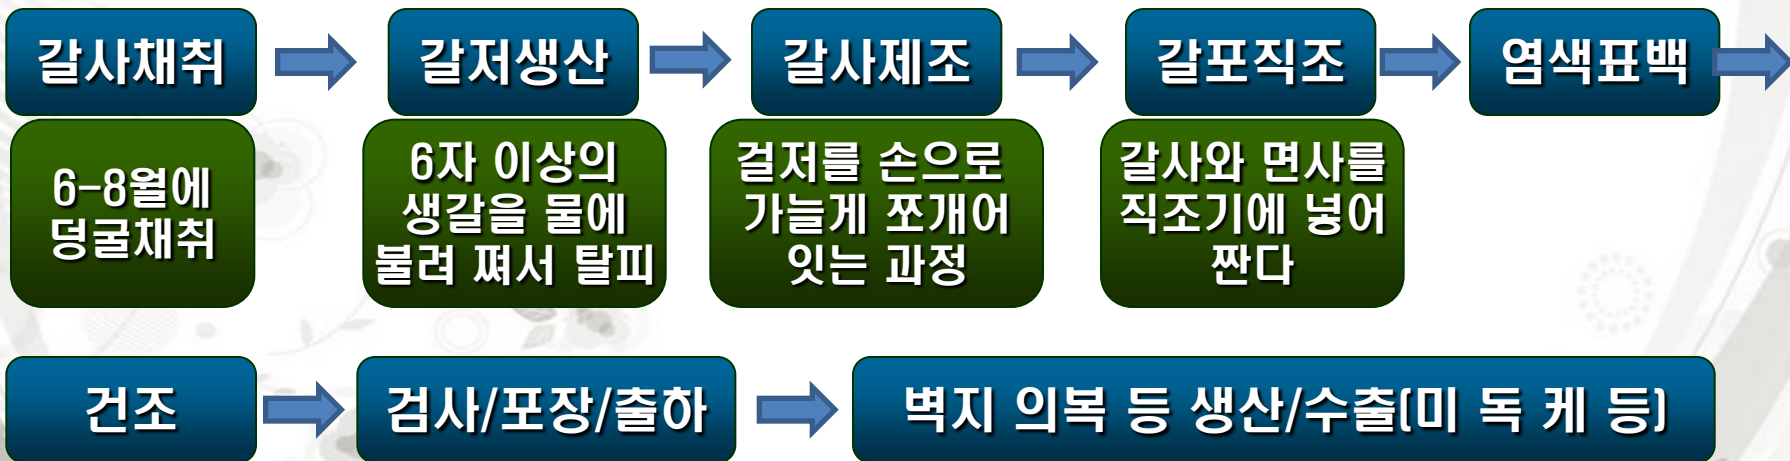 갈사채취
갈저생산
갈사제조
갈포직조
염색표백
6-8월에
덩굴채취
6자 이상의
생갈을 물에
불려 쪄서 탈피
걸저를 손으로
가늘게 쪼개어
잇는 과정
갈사와 면사를
직조기에 넣어
짠다
건조
검사/포장/출하
벽지 의복 등 생산/수출(미 독 케 등)